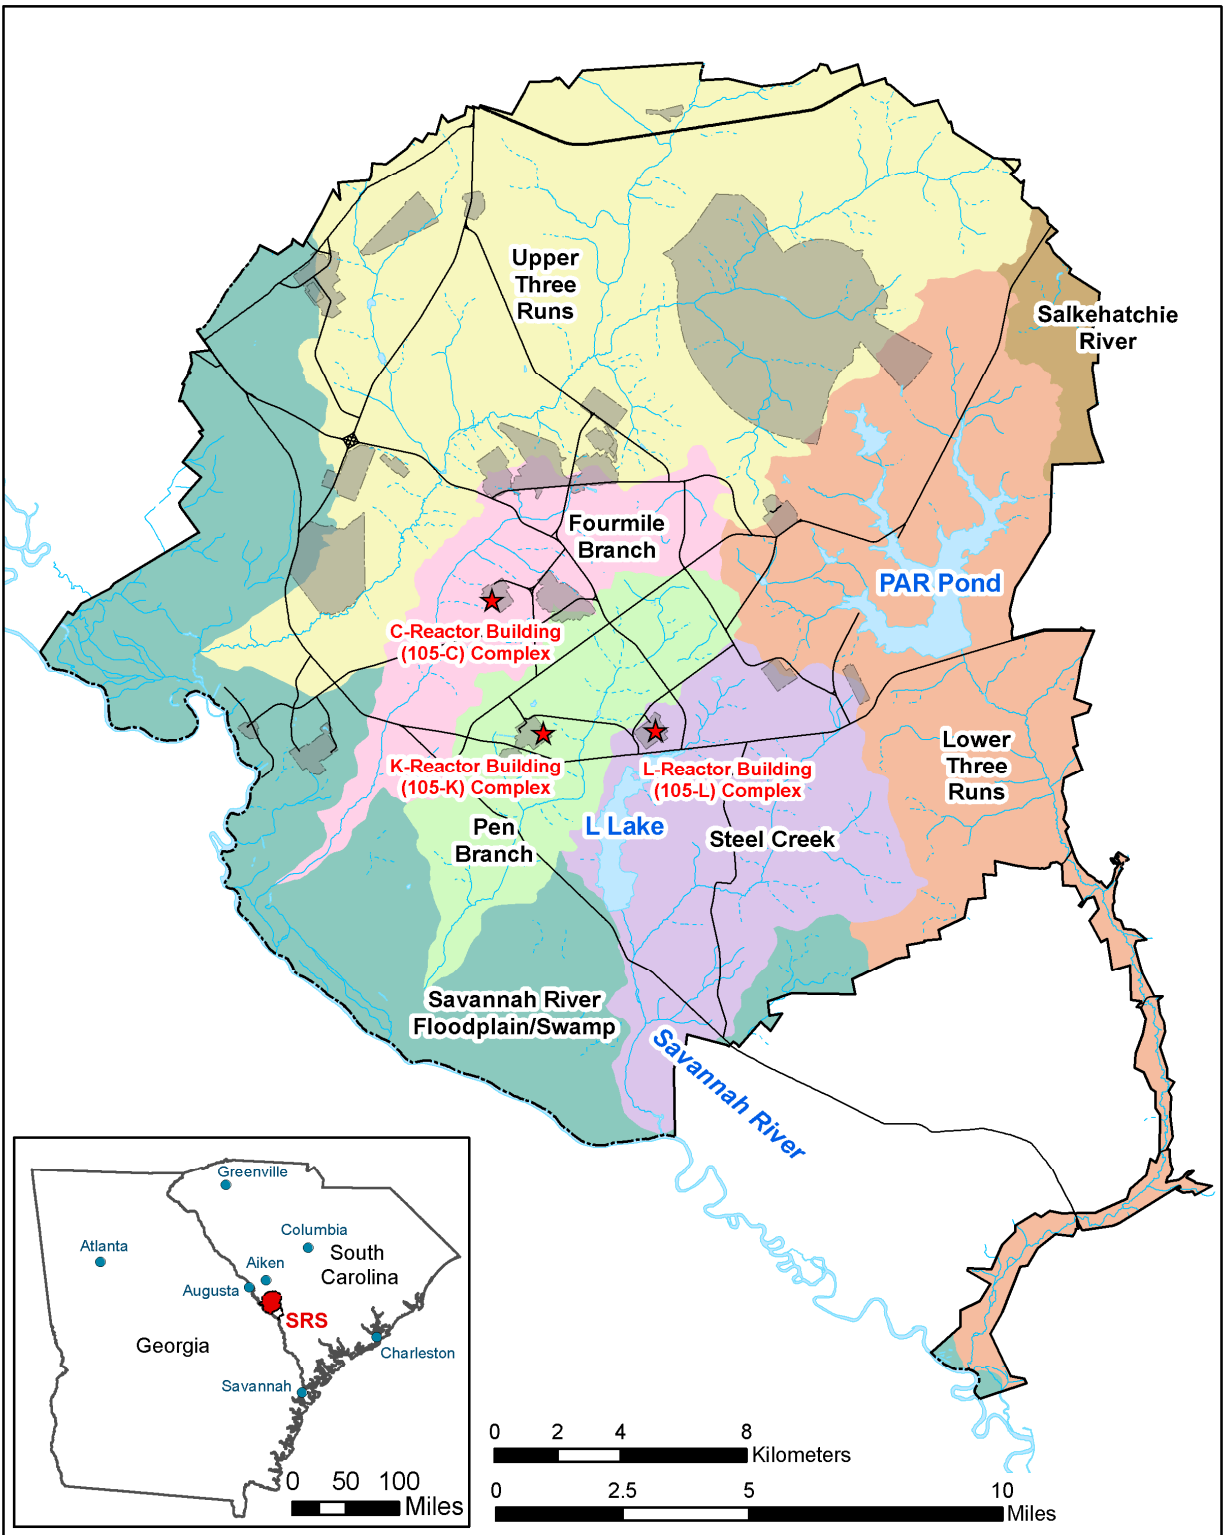 Upper
Three
Runs
Salkehatchie
River
Fourmile
Branch
PAR Pond
C-Reactor Building
(105-C) Complex
K-Reactor Building
(105-K) Complex
L-Reactor Building
(105-L) Complex
Lower
Three
Runs
Pen
Branch
L Lake
Steel Creek
Savannah River
Floodplain/Swamp
Savannah River
Greenville
Columbia
Atlanta
South
Carolina
Aiken
Augusta
SRS
Georgia
Charleston
Savannah
0 50 100
Miles
0 2 4 8
Kilometers
0 2.5 5 10
Miles